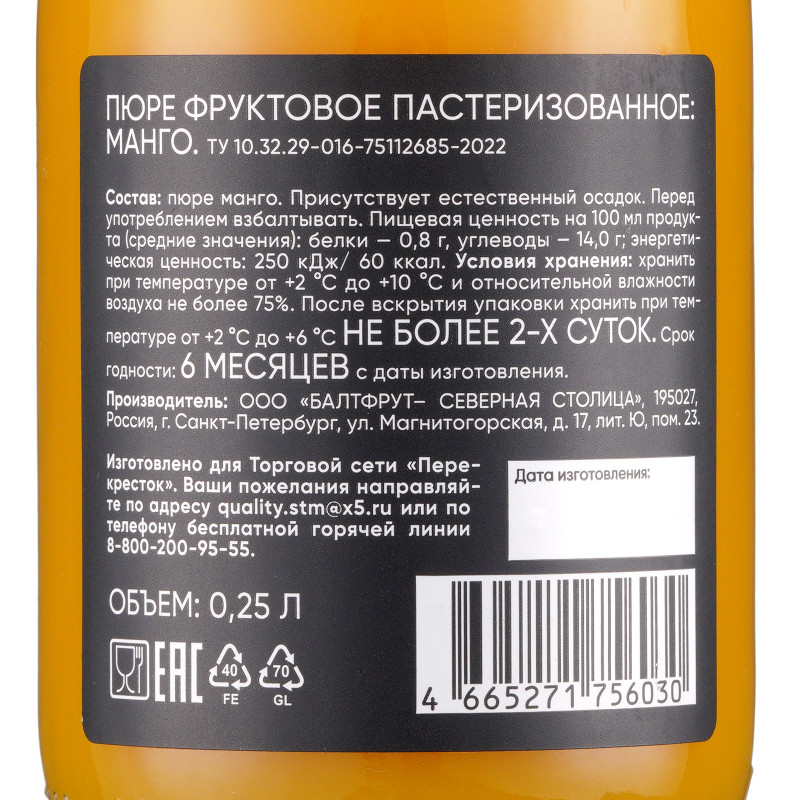 ПЮРЕ ФРУКТОВОЕ ПАСТЕРИЗОВАННОЕ:
МАНГО. ТУ 10.32.29-016-75112685-2022
Состав: пюре манго. Присутствует естественный осадок. Перед
употреблением взбалтывать. Пищевая ценность на 100 мл продук-
та (средние значения): белки – 0,8 г, углеводы – 14,0 г; энергети-
ческая ценность: 250 кДж/ 60 ккал. Условия хранения: хранить
при температуре от +2 °C до +10 °C и относительной влажности
воздуха не более 75%. После вскрытия упаковки хранить при тем-
пературе от +2 °C до +6 °C НЕ БОЛЕЕ 2-Х СУТОК. Срок
годности: 6 МЕСЯЦЕВ с даты изготовления.
Производитель: ООО «БАЛТФРУТ– СЕВЕРНАЯ СТОЛИЦА», 195027,
Россия, г. Санкт-Петербург, ул. Магнитогорская, д. 17, лит. Ю, пом. 23.
Изготовлено для Торговой сети «Пере-
кресток». Ваши пожелания направляй-
те по адресу quality.stm@x5.ru или по
телефону бесплатной горячей линии
8-800-200-95-55.
Дата изготовления:
ОБЪЕМ: 0,25 Л
EAC
40
FE
70
GL
4 665271 756030